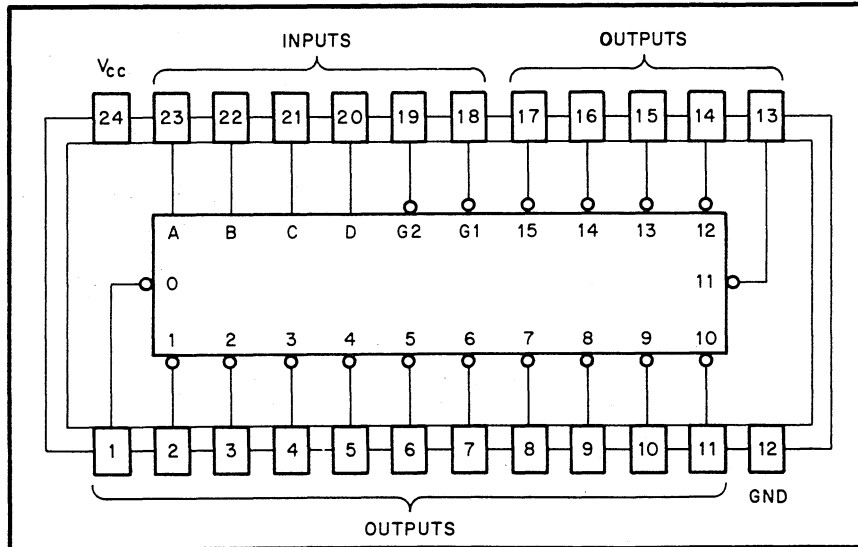 INPUTS OUTPUTS
VCC
24 23 22 21 20 19 18 17 16 15 14 13
A B C D G2 G1 15 14 13 12
0 11
1 2 3 4 5 6 7 8 9 10
1 2 3 4 5 6 7 8 9 10 11 12
GND
OUTPUTS